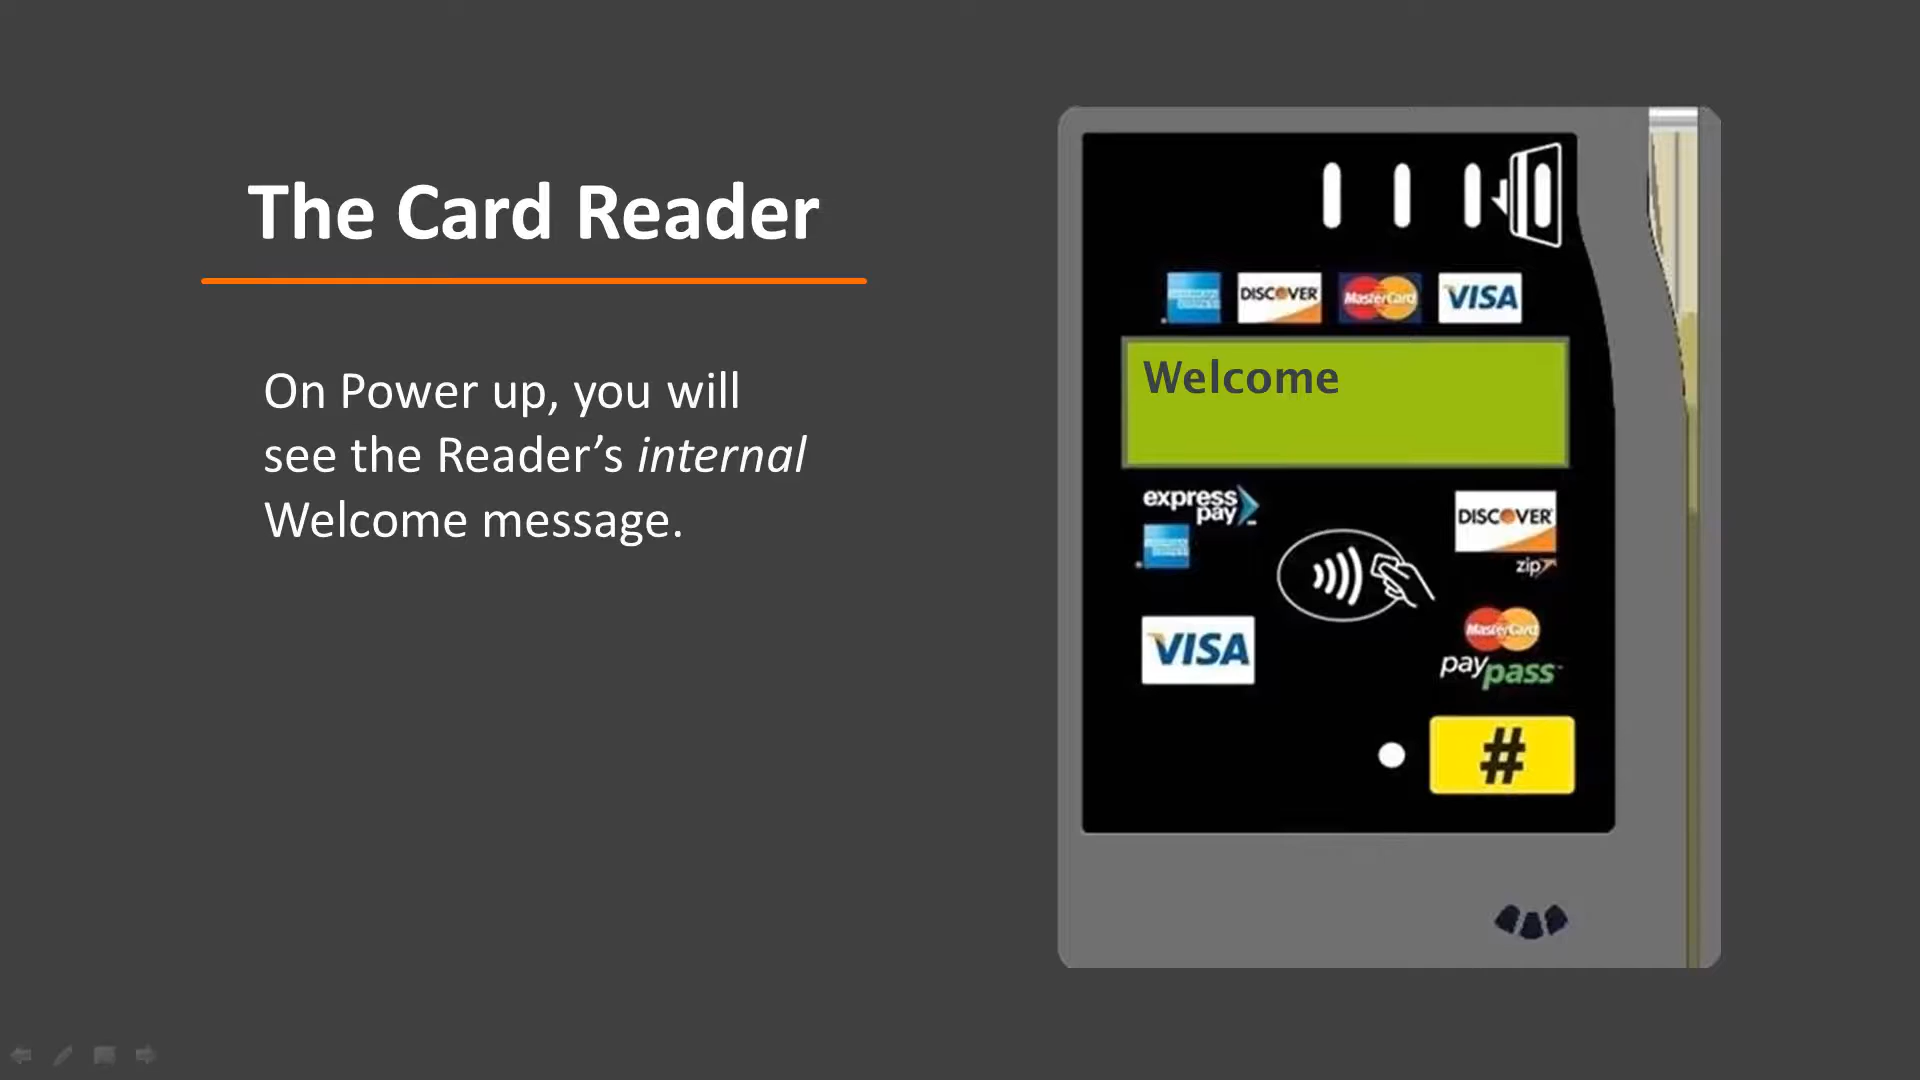 The Card Reader
On Power up, you will
see the Reader’s internal
Welcome message.
DISCOVER MasterCard VISA
Welcome
express
pay
DISCOVER
zip
VISA
MasterCard
paypass
#